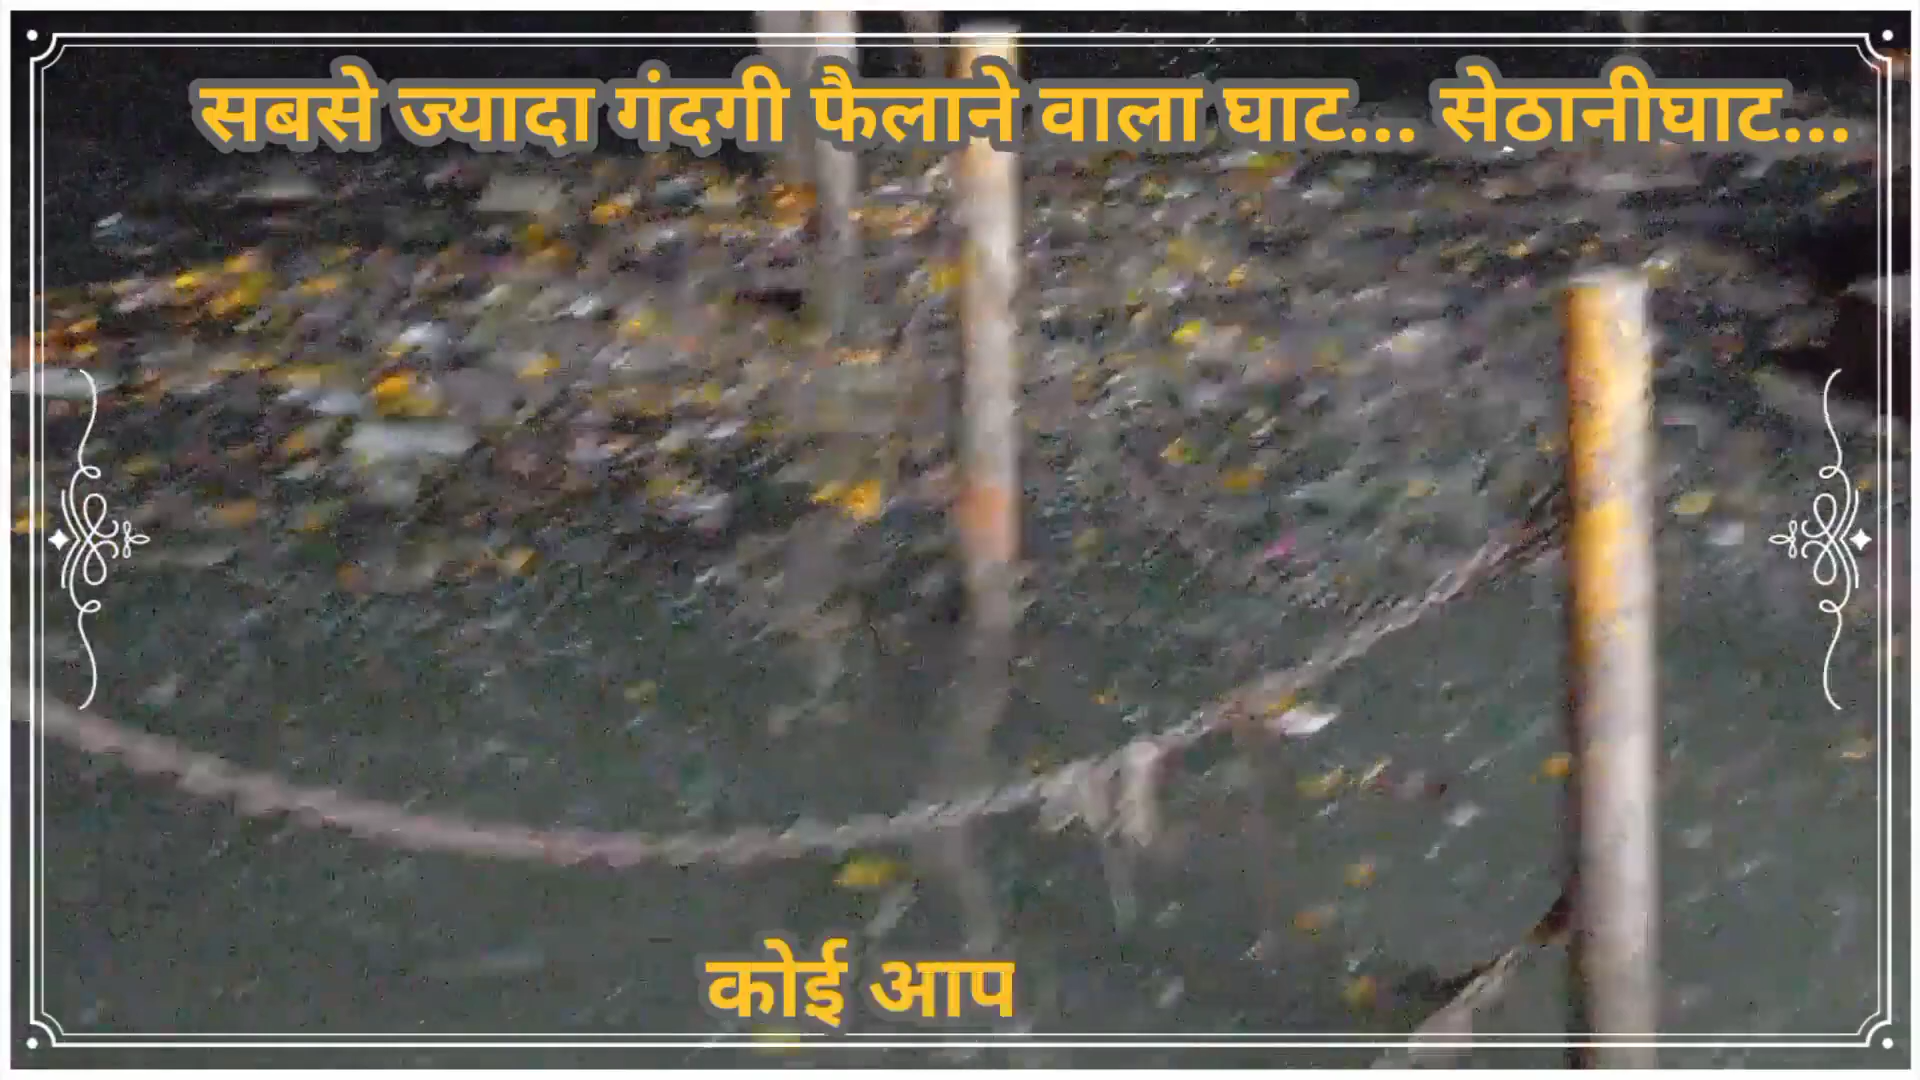 सबसे ज्यादा गंदगी फैलाने वाला घाट... सेठानीघाट...
कोई आप